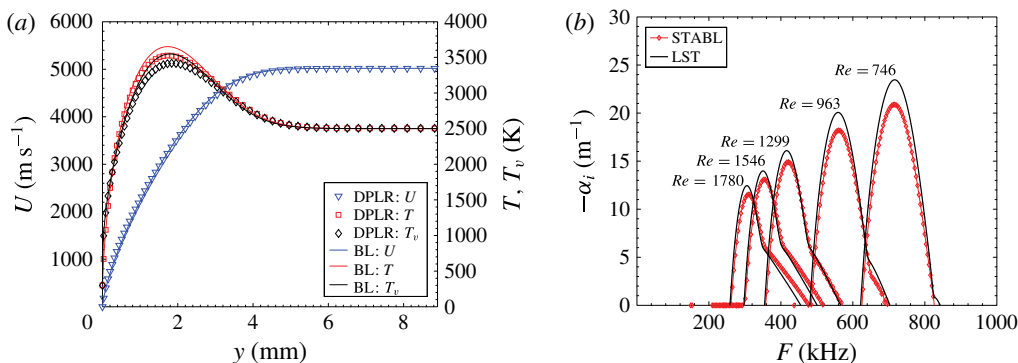 (a)
6000
5000
4000
3000
2000
1000
U (m s⁻¹)
4000
3500
3000
2500
2000
1500
1000
500
0
T, Tᵥ (K)
DPLR: U
DPLR: T
DPLR: Tᵥ
BL: U
BL: T
BL: Tᵥ
0 2 4 6 8
y (mm)
(b)
30
25
20
15
10
5
0
−αᵢ (m⁻¹)
STABL
LST
Re = 746
Re = 963
Re = 1299
Re = 1546
Re = 1780
200 400 600 800 1000
F (kHz)